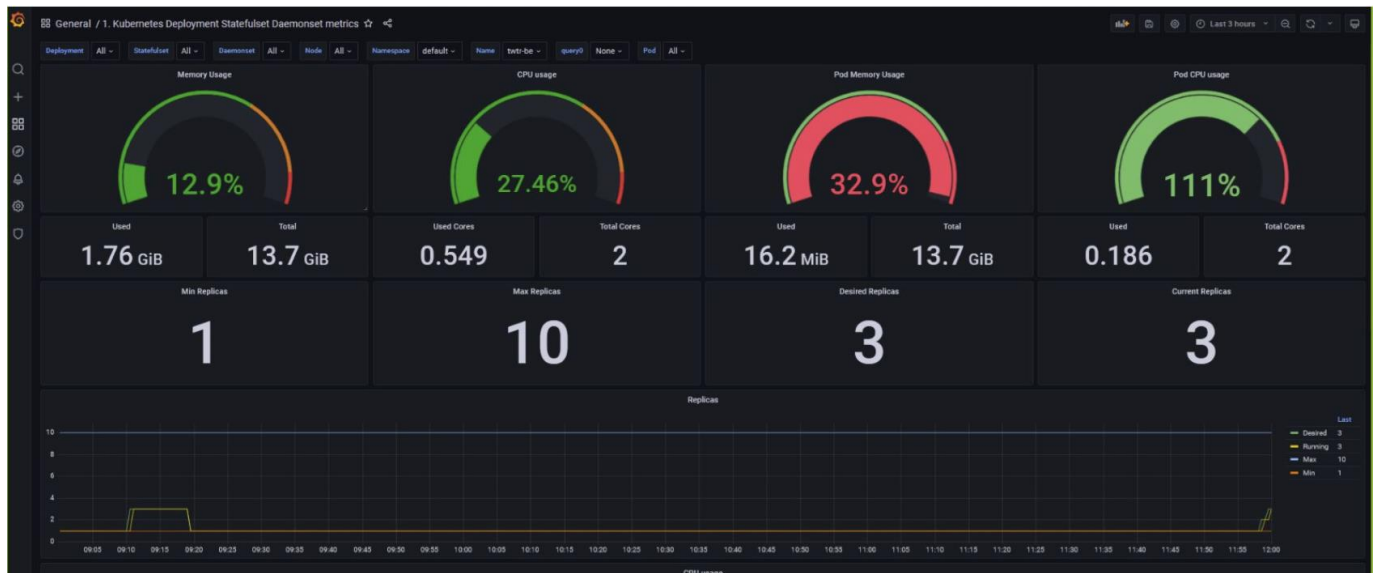 General / 1. Kubernetes Deployment Statefulset Daemonset metrics
Last 3 hours
Deployment All Statefulset All Daemonset All Node All Namespace default Name twtr-be query0 None Pod All
Memory Usage
12.9%
CPU usage
27.46%
Pod Memory Usage
32.9%
Pod CPU usage
111%
Used
1.76 GiB
Total
13.7 GiB
Used Cores
0.549
Total Cores
2
Used
16.2 MiB
Total
13.7 GiB
Used
0.186
Total Cores
2
Min Replicas
1
Max Replicas
10
Desired Replicas
3
Current Replicas
3
Replicas
10
8
6
4
2
0
09:05 09:10 09:15 09:20 09:25 09:30 09:35 09:40 09:45 09:50 09:55 10:00 10:05 10:10 10:15 10:20 10:25 10:30 10:35 10:40 10:45 10:50 10:55 11:00 11:05 11:10 11:15 11:20 11:25 11:30 11:35 11:40 11:45 11:50 11:55 12:00
Last
Desired 3
Running 3
Max 10
Min 1
CPU usage